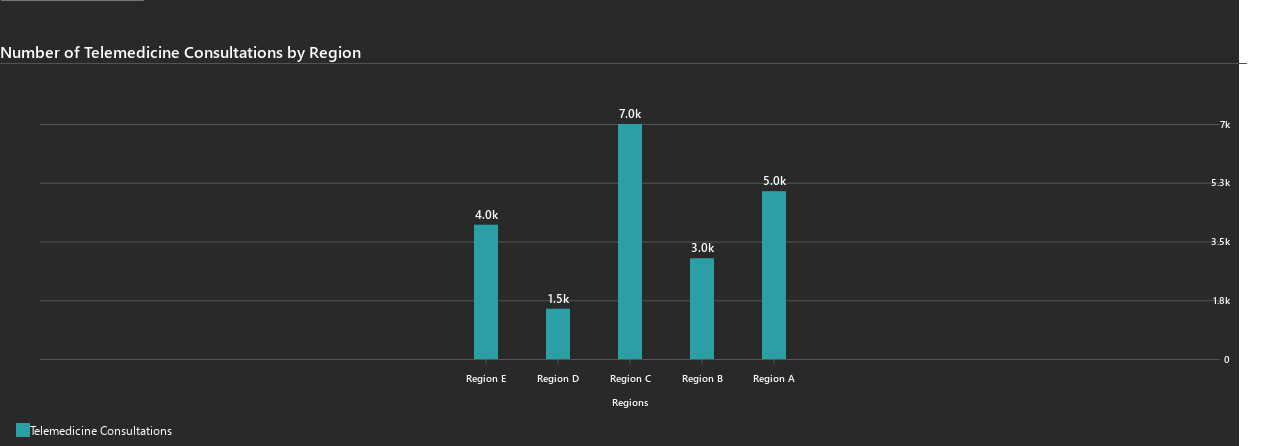 Number of Telemedicine Consultations by Region
7.0k
7k
5.0k
5.3k
4.0k
3.5k
3.0k
1.5k
1.8k
0
Region E
Region D
Region C
Region B
Region A
Regions
Telemedicine Consultations